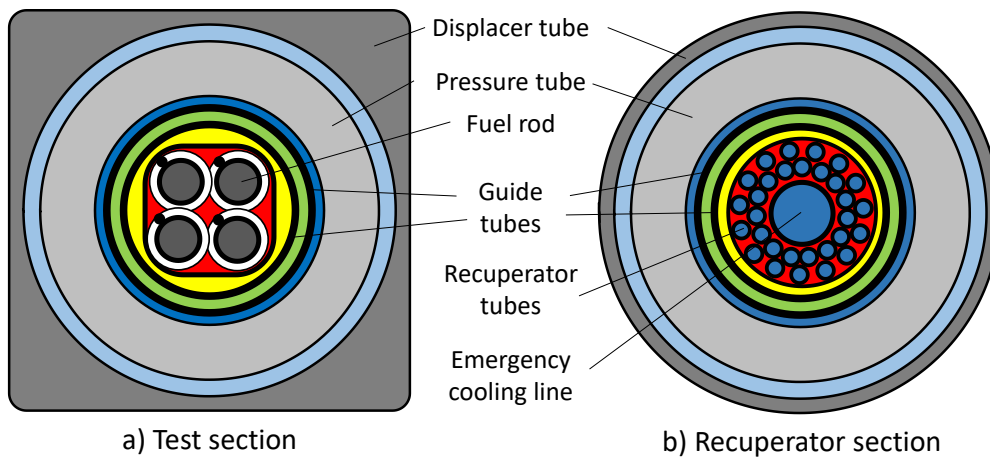 Displacer tube
Pressure tube
Fuel rod
Guide
tubes
Recuperator
tubes
Emergency
cooling line
a) Test section
b) Recuperator section